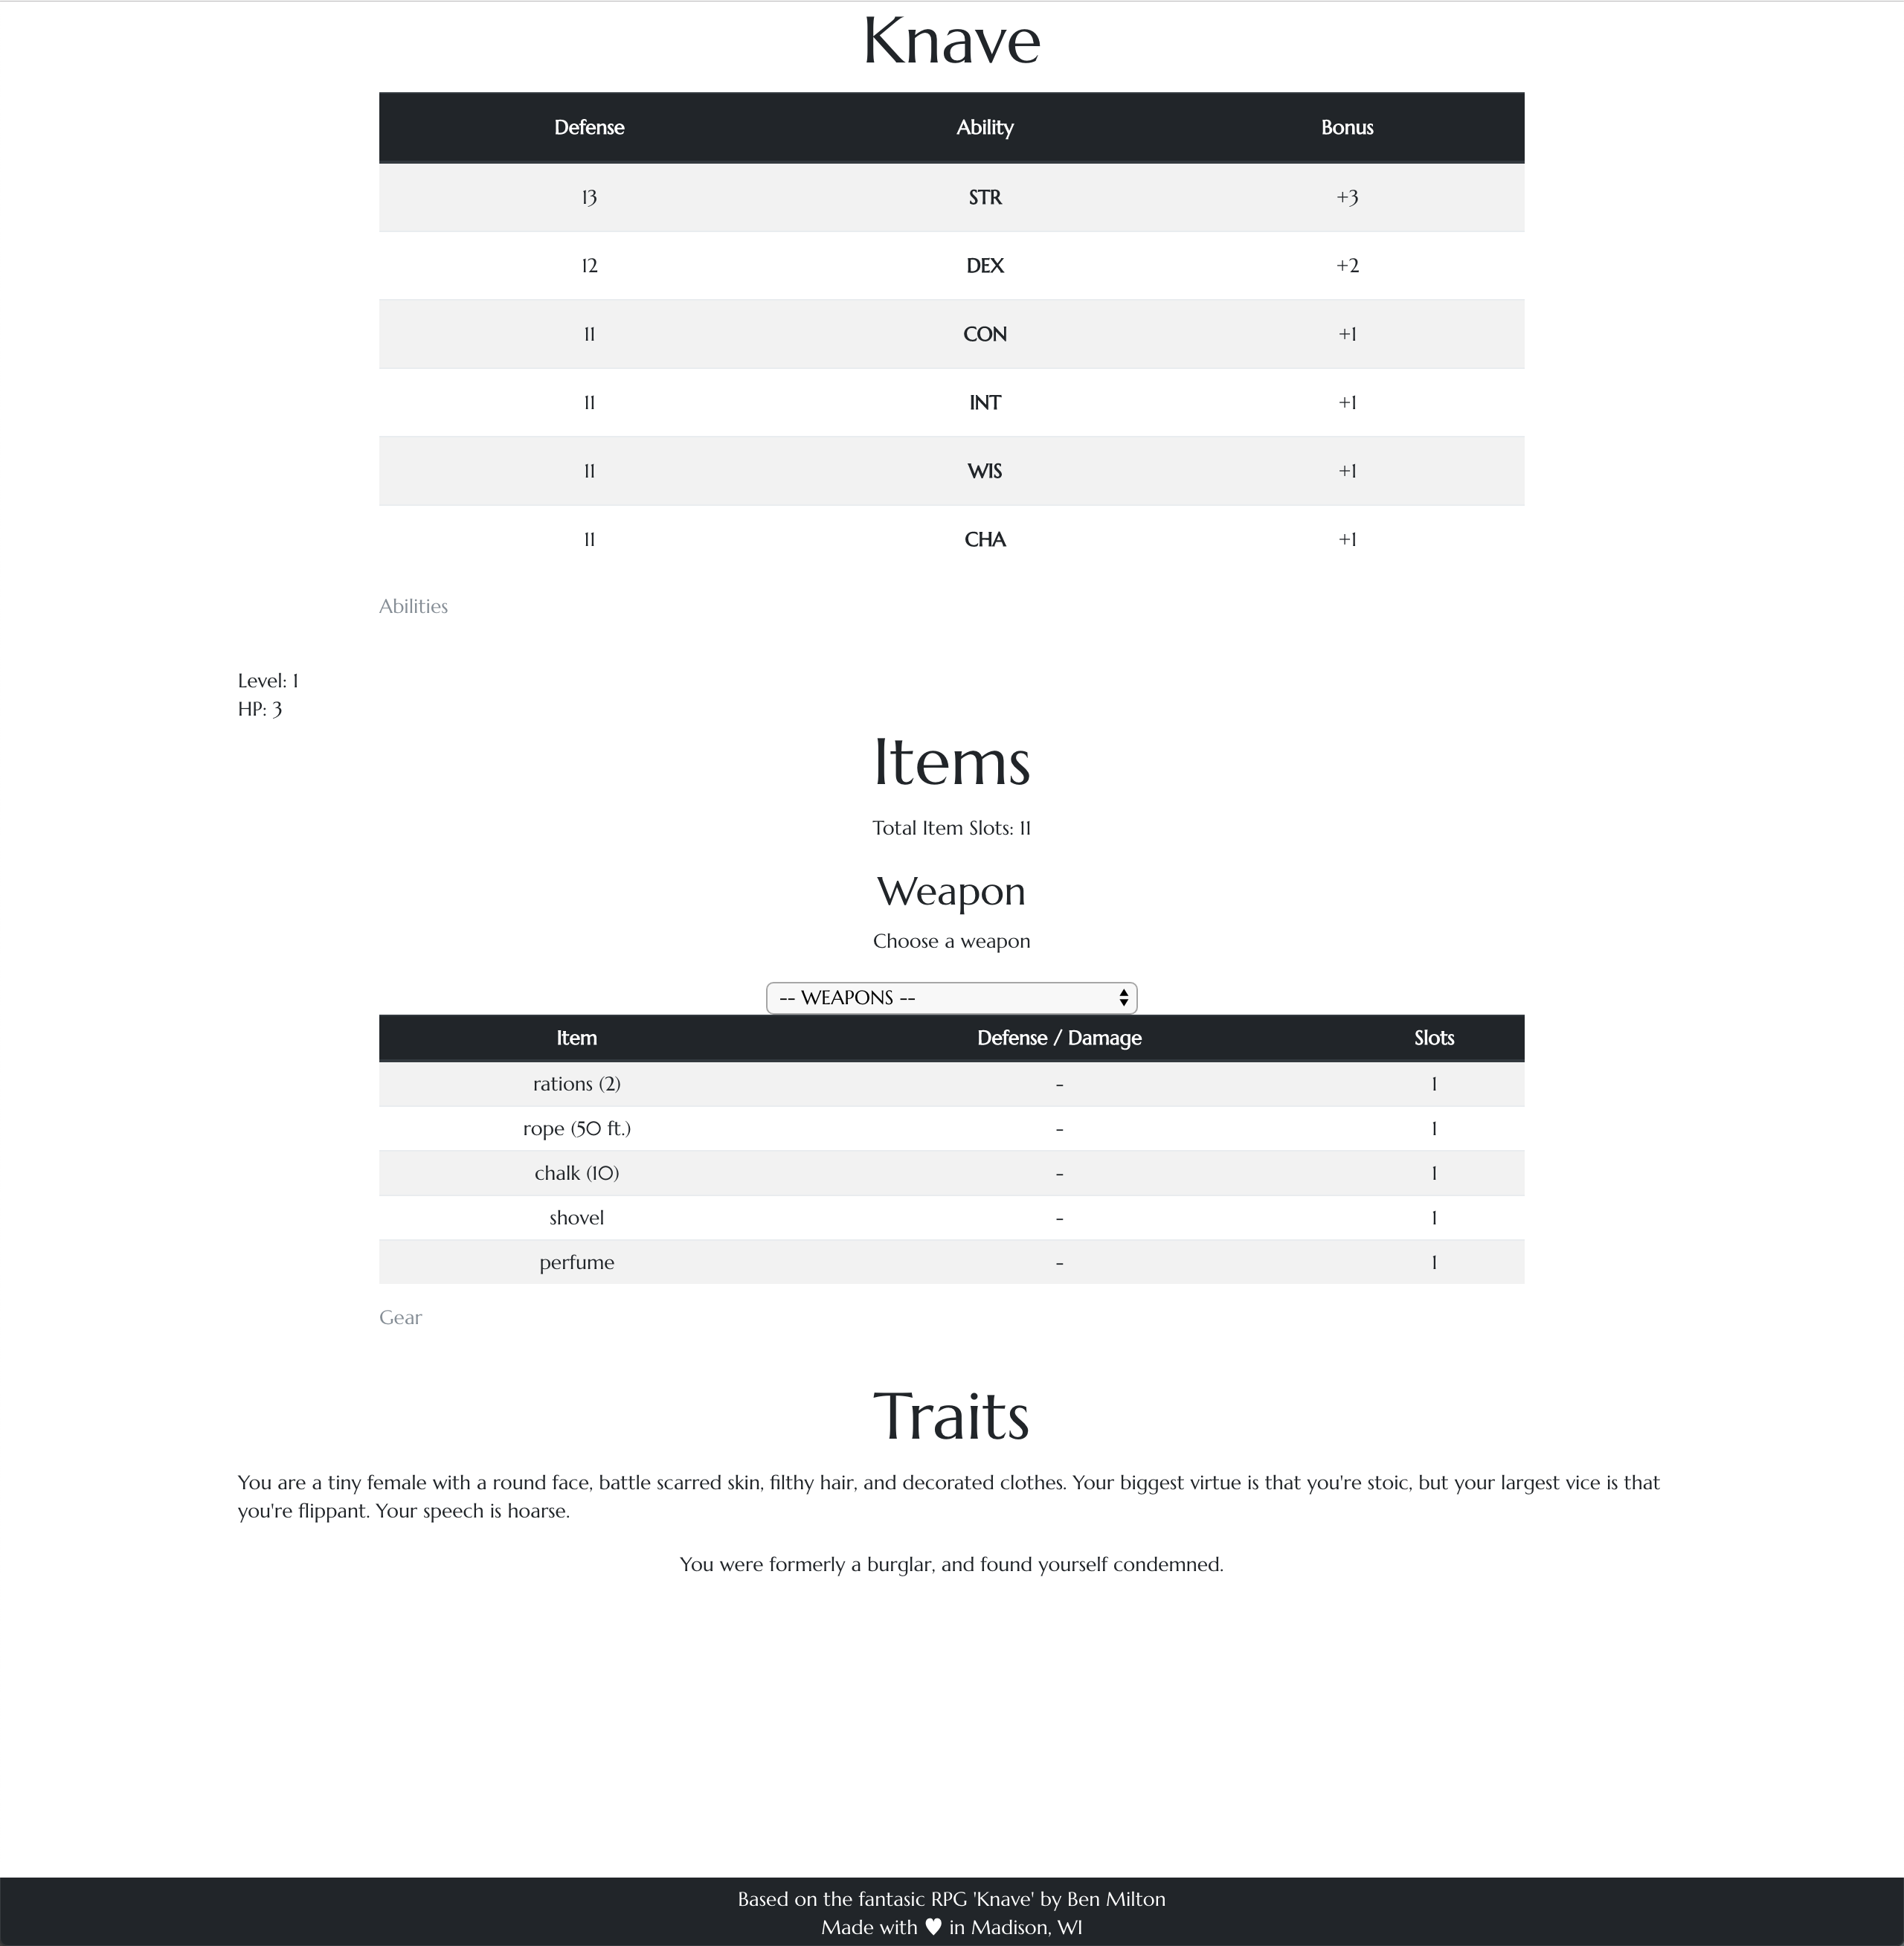 Knave
Defense Ability Bonus
13 STR +3
12 DEX +2
11 CON +1
11 INT +1
11 WIS +1
11 CHA +1
Abilities
Level: 1
HP: 3
Items
Total Item Slots: 11
Weapon
Choose a weapon
-- WEAPONS --
Item Defense / Damage Slots
rations (2) - 1
rope (50 ft.) - 1
chalk (10) - 1
shovel - 1
perfume - 1
Gear
Traits
You are a tiny female with a round face, battle scarred skin, filthy hair, and decorated clothes. Your biggest virtue is that you're stoic, but your largest vice is that
you're flippant. Your speech is hoarse.
You were formerly a burglar, and found yourself condemned.
Based on the fantasic RPG 'Knave' by Ben Milton
Made with ♥ in Madison, WI